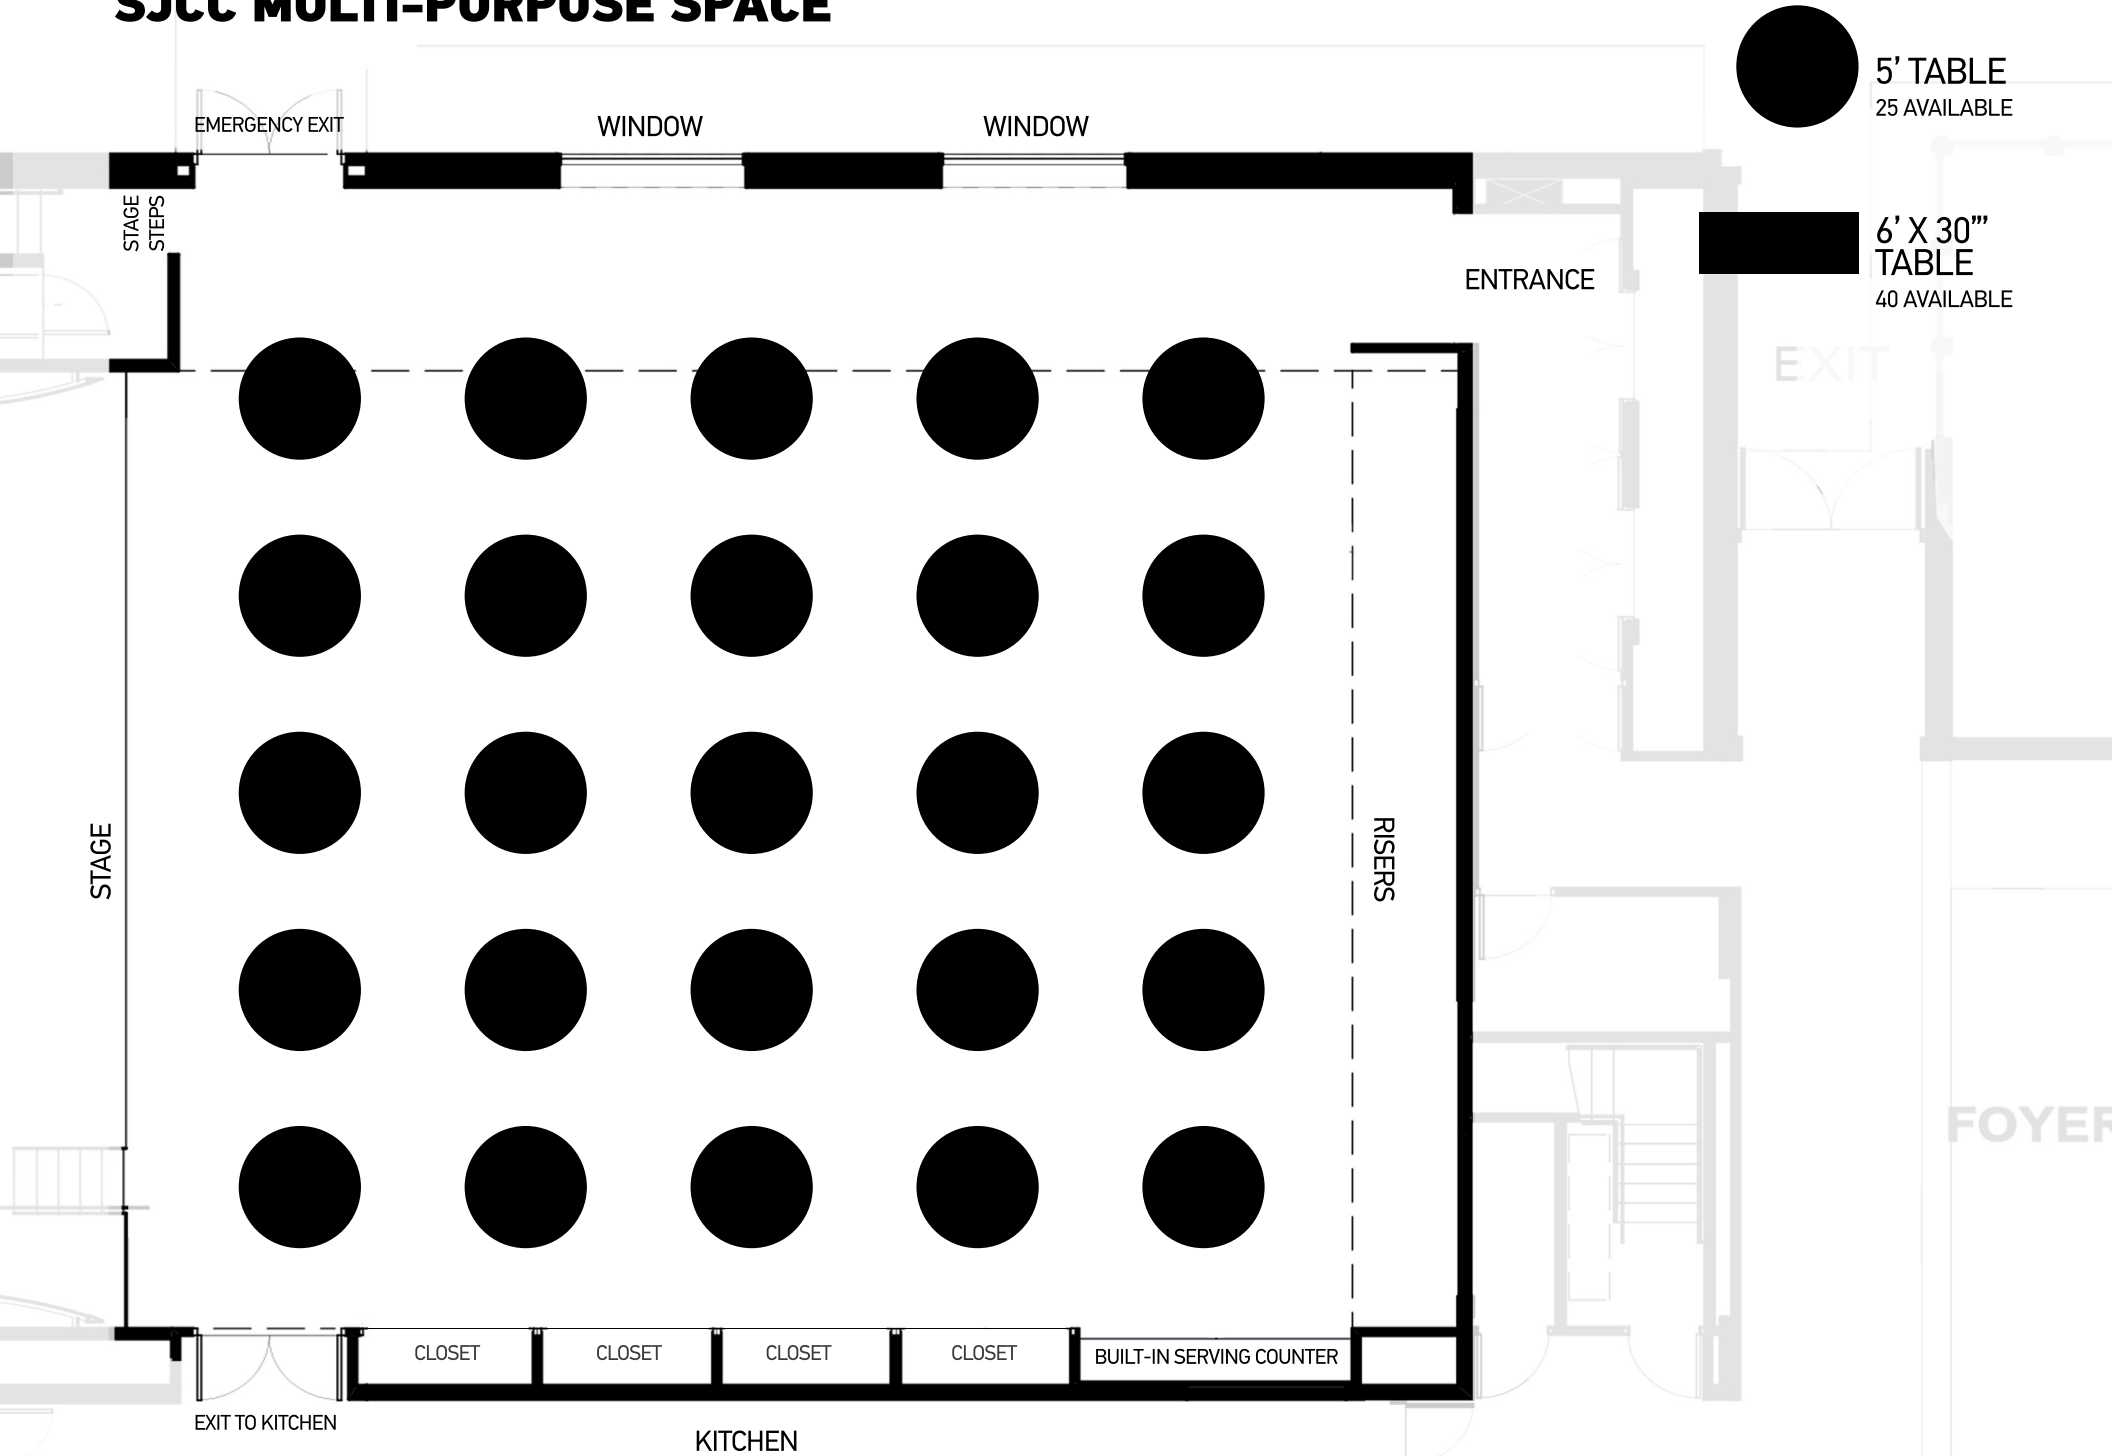 SJCC MULTI-PURPOSE SPACE
5’ TABLE
25 AVAILABLE
EMERGENCY EXIT
WINDOW
WINDOW
STAGE
STEPS
6’ X 30’”
TABLE
40 AVAILABLE
ENTRANCE
EXIT
STAGE
RISERS
FOYER
CLOSET
CLOSET
CLOSET
CLOSET
BUILT-IN SERVING COUNTER
EXIT TO KITCHEN
KITCHEN